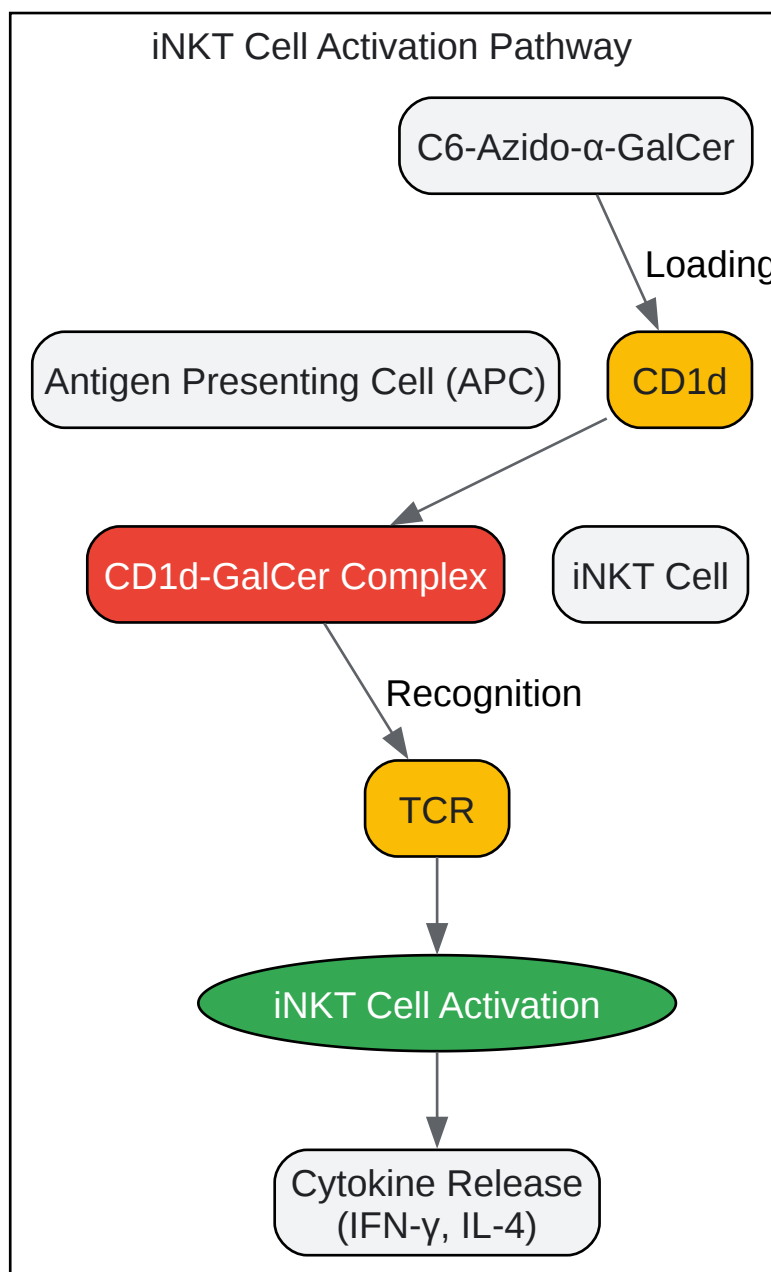 iNKT Cell Activation Pathway
C6-Azido-α-GalCer
Loading
Antigen Presenting Cell (APC)
CD1d
CD1d-GalCer Complex
iNKT Cell
Recognition
TCR
iNKT Cell Activation
Cytokine Release
(IFN-γ, IL-4)